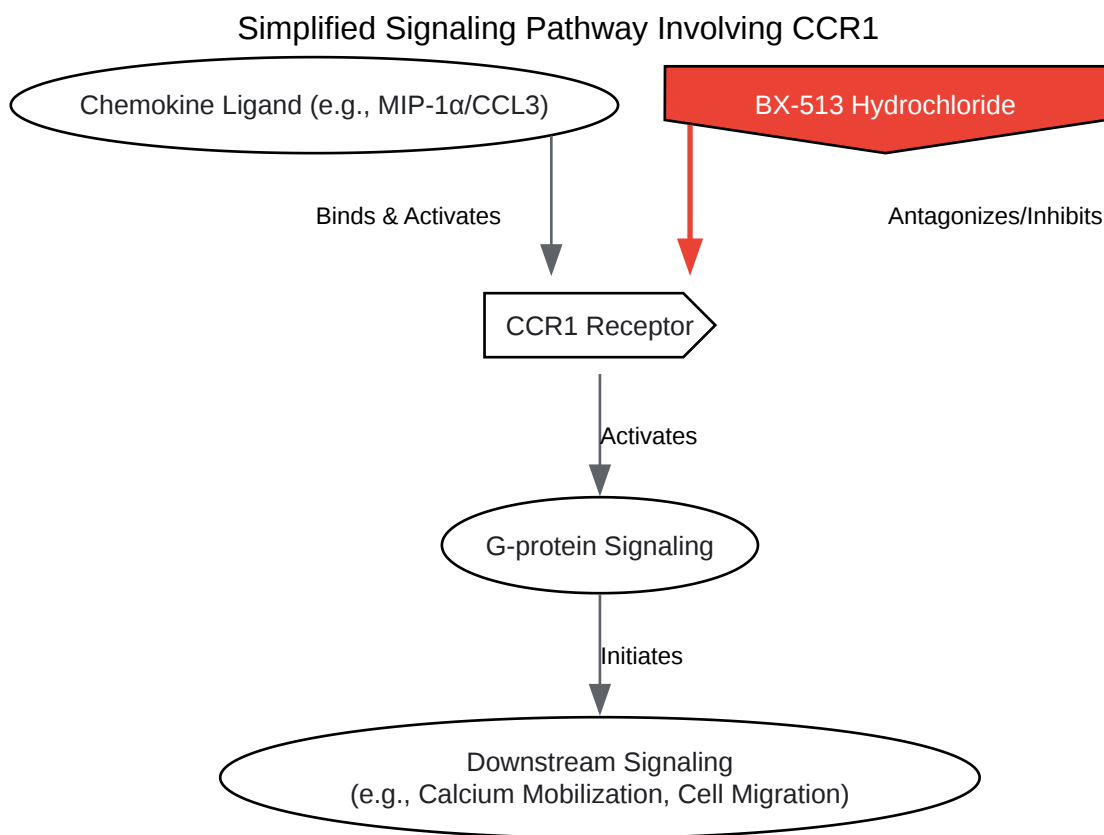 Simplified Signaling Pathway Involving CCR1
Chemokine Ligand (e.g., MIP-1α/CCL3)
BX-513 Hydrochloride
Binds & Activates
Antagonizes/Inhibits
CCR1 Receptor
Activates
G-protein Signaling
Initiates
Downstream Signaling
(e.g., Calcium Mobilization, Cell Migration)